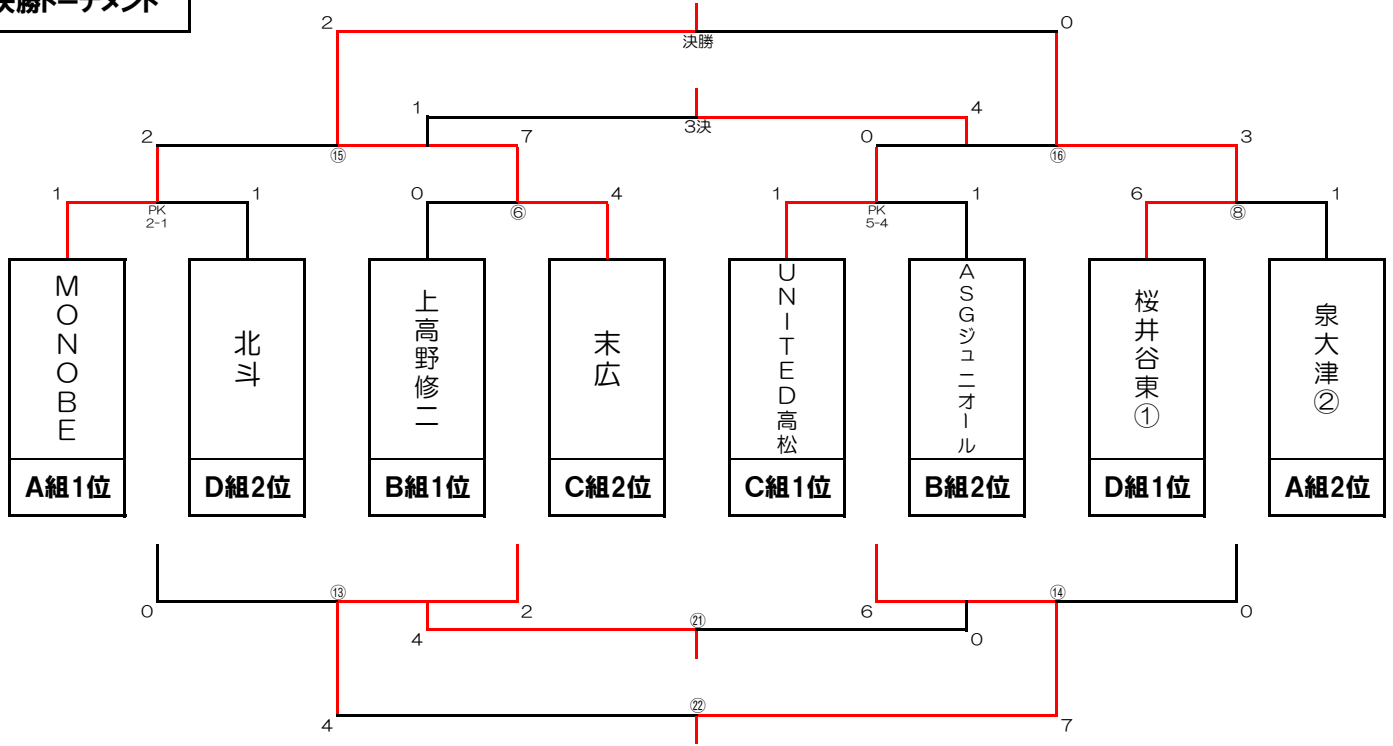 決勝トーナメント
2
0
決勝
1
4
3決
2
7
0
3
⑮
⑯
1
1
0
4
1
1
6
1
PK
2-1
⑥
PK
5-4
⑧
MONOBE
北斗
上高野修二
末広
UNITED高松
ASGジュニオール
桜井谷東①
泉大津②
A組1位
D組2位
B組1位
C組2位
C組1位
B組2位
D組1位
A組2位
⑬
⑭
0
2
6
0
㉑
4
0
㉒
4
7